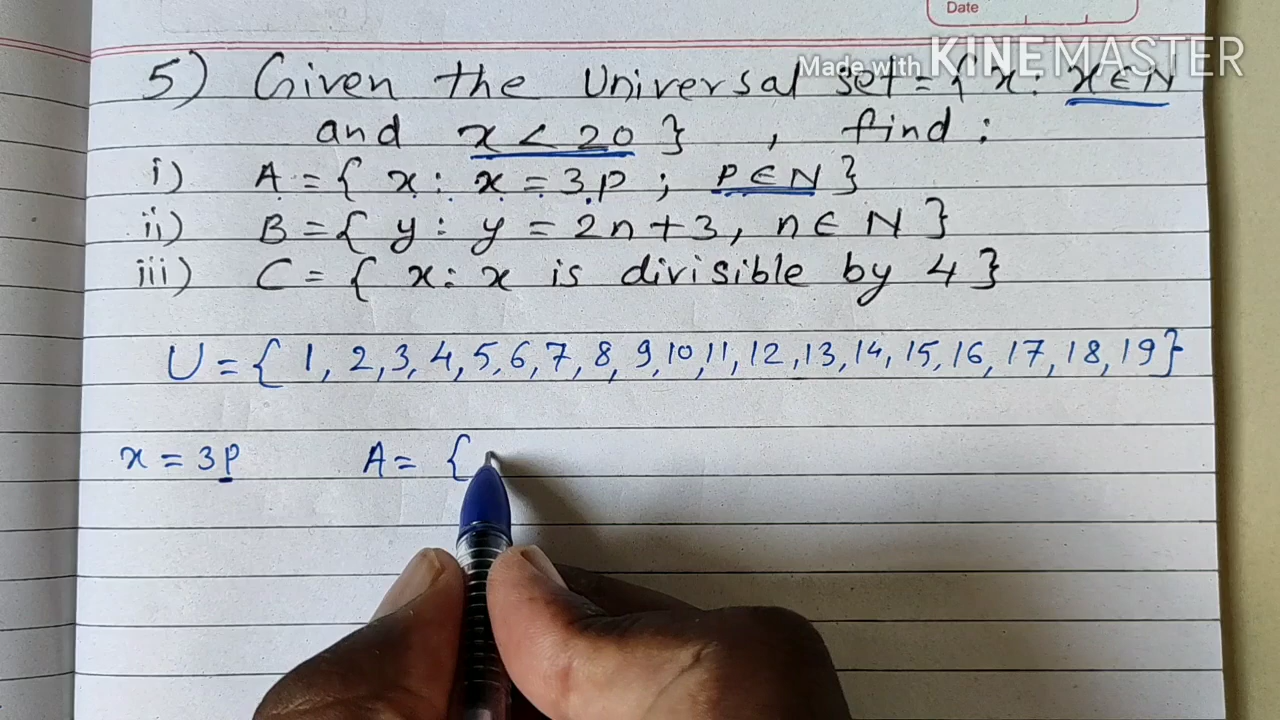 Date
Made with KINEMASTER
5) Given the Universal set = { x : x ∈ N
and x < 20 } , find :
i) A = { x : x = 3p ; p ∈ N }
ii) B = { y : y = 2n + 3, n ∈ N }
iii) C = { x : x is divisible by 4 }
U = { 1, 2, 3, 4, 5, 6, 7, 8, 9, 10, 11, 12, 13, 14, 15, 16, 17, 18, 19 }
x = 3p A = {